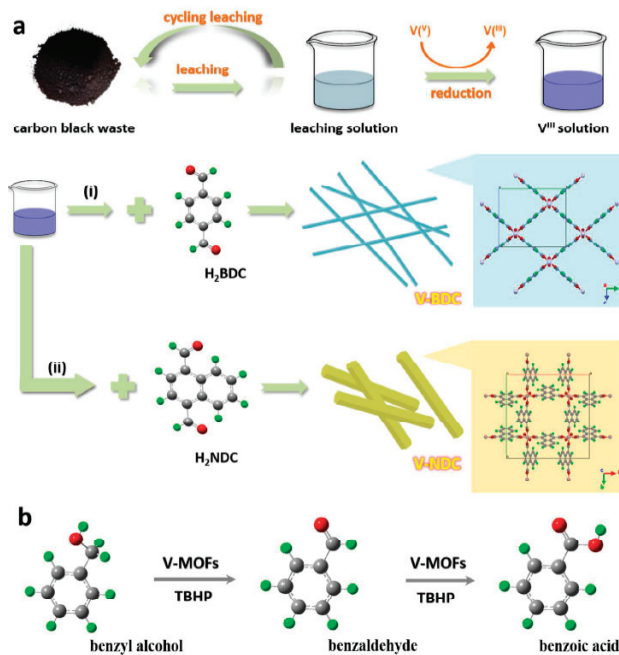 a
cycling leaching
leaching
V(V)
V(III)
reduction
carbon black waste
leaching solution
Vᴵᴵᴵ solution
(i)
H₂BDC
V-BDC
(ii)
H₂NDC
V-NDC
b
V-MOFs
TBHP
V-MOFs
TBHP
benzyl alcohol
benzaldehyde
benzoic acid